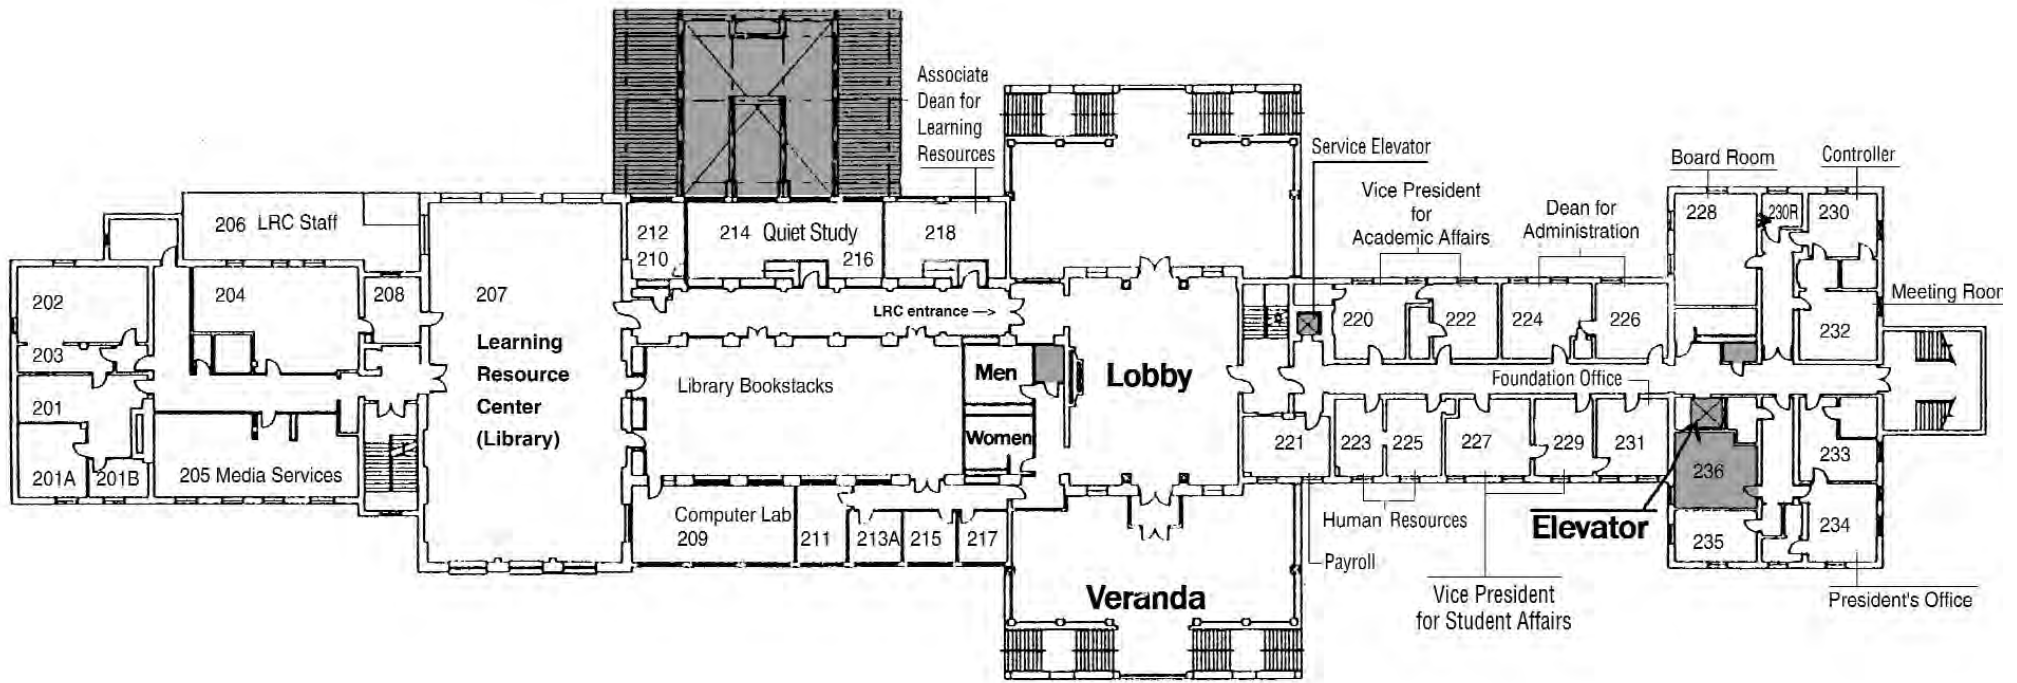 Associate
Dean for
Learning
Resources
Service Elevator
Vice President
for
Academic Affairs
Dean for
Administration
Board Room
Controller
206 LRC Staff
212
210
214 Quiet Study
216
218
228
230R
230
202
204
208
207
Learning
Resource
Center
(Library)
LRC entrance —>
220
222
224
226
Meeting Room
232
203
201
201A
201B
205 Media Services
Library Bookstacks
Men
Women
Lobby
Foundation Office
221
223
225
227
229
231
233
236
234
235
Computer Lab
209
211
213A
215
217
Human Resources
Payroll
Elevator
Veranda
Vice President
for Student Affairs
President's Office